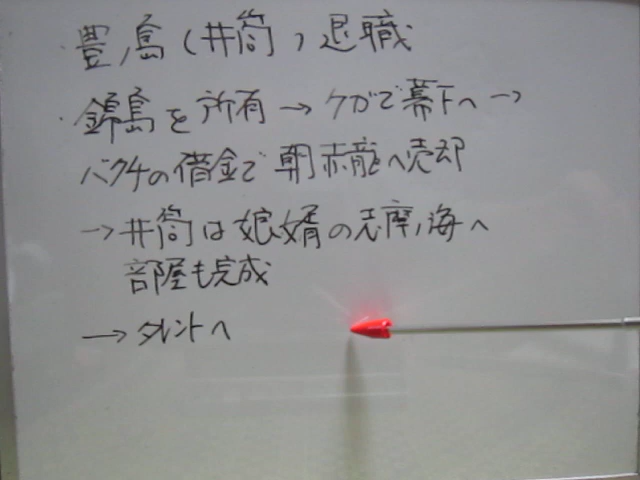 ・豊ノ島(井筒)退職
・錦島を所有→ケガで幕下へ→
バクチの借金で朝赤龍へ売却
→井筒は娘婿の志摩ノ海へ
部屋も完成
→タレントへ